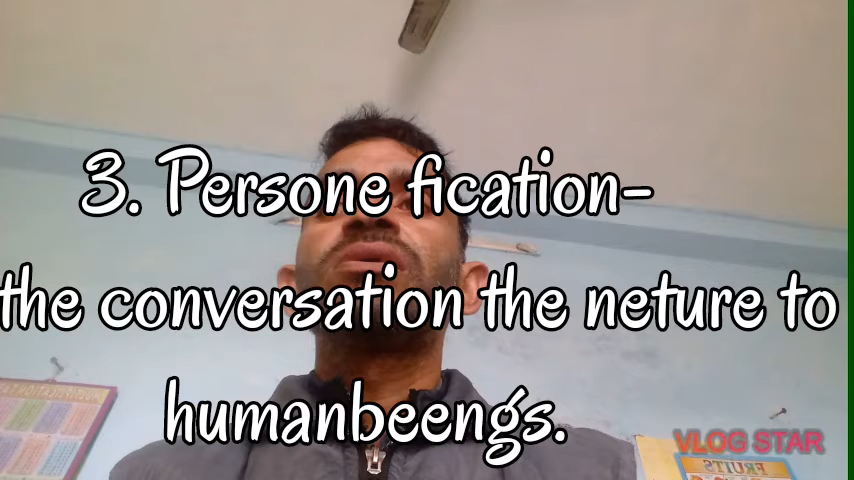 3. Persone fication-
the conversation the neture to
humanbeengs.
VLOG STAR
FRUITS